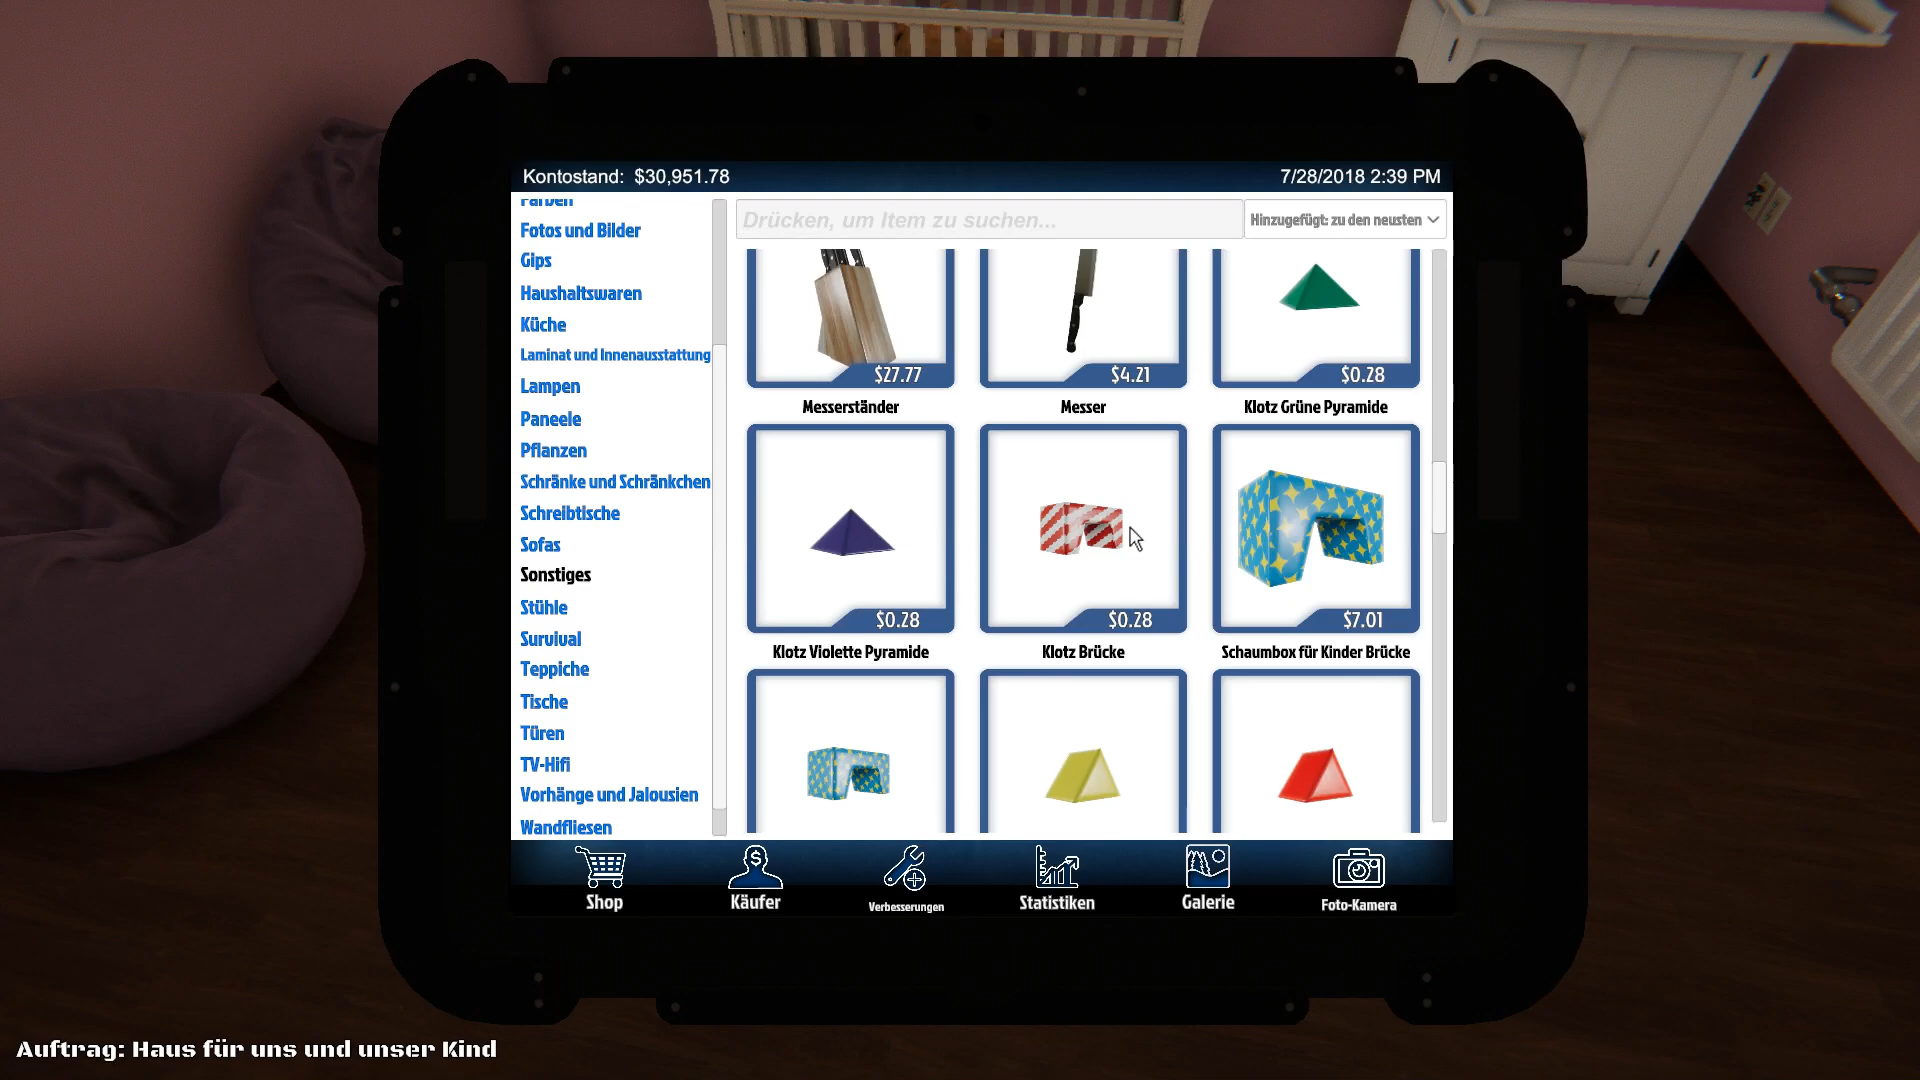 Kontostand: $30,951.78
7/28/2018 2:39 PM
Farben
Fotos und Bilder
Gips
Haushaltswaren
Küche
Laminat und Innenausstattung
Lampen
Paneele
Pflanzen
Schränke und Schränkchen
Schreibtische
Sofas
Sonstiges
Stühle
Survival
Teppiche
Tische
Türen
TV-Hifi
Vorhänge und Jalousien
Wandfliesen
Drücken, um Item zu suchen...
Hinzugefügt: zu den neusten
$27.77
$4.21
$0.28
Messerständer
Messer
Klotz Grüne Pyramide
$0.28
$0.28
$7.01
Klotz Violette Pyramide
Klotz Brücke
Schaumbox für Kinder Brücke
Shop
Käufer
Verbesserungen
Statistiken
Galerie
Foto-Kamera
Auftrag: Haus für uns und unser Kind